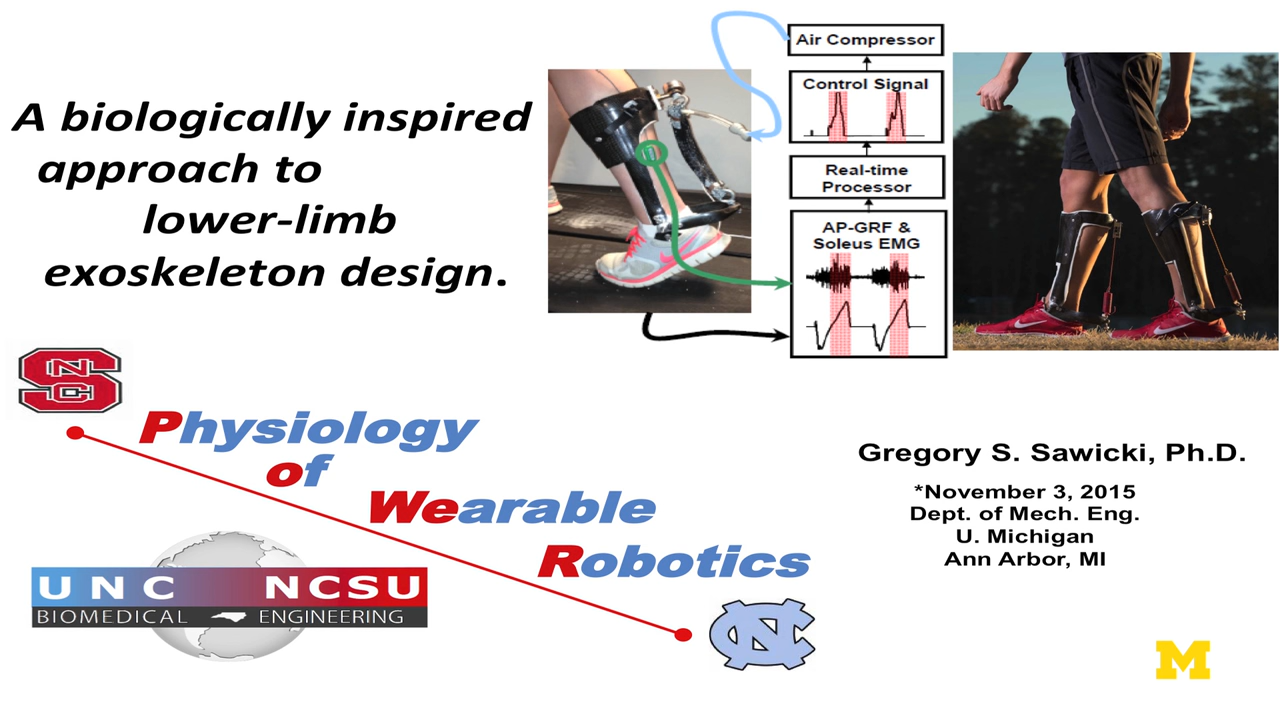 A biologically inspired
approach to
lower-limb
exoskeleton design.
Air Compressor
Control Signal
Real-time
Processor
AP-GRF &
Soleus EMG
NCS
Physiology
of
Wearable
Robotics
UNC NCSU
BIOMEDICAL ENGINEERING
NC
Gregory S. Sawicki, Ph.D.
*November 3, 2015
Dept. of Mech. Eng.
U. Michigan
Ann Arbor, MI
M